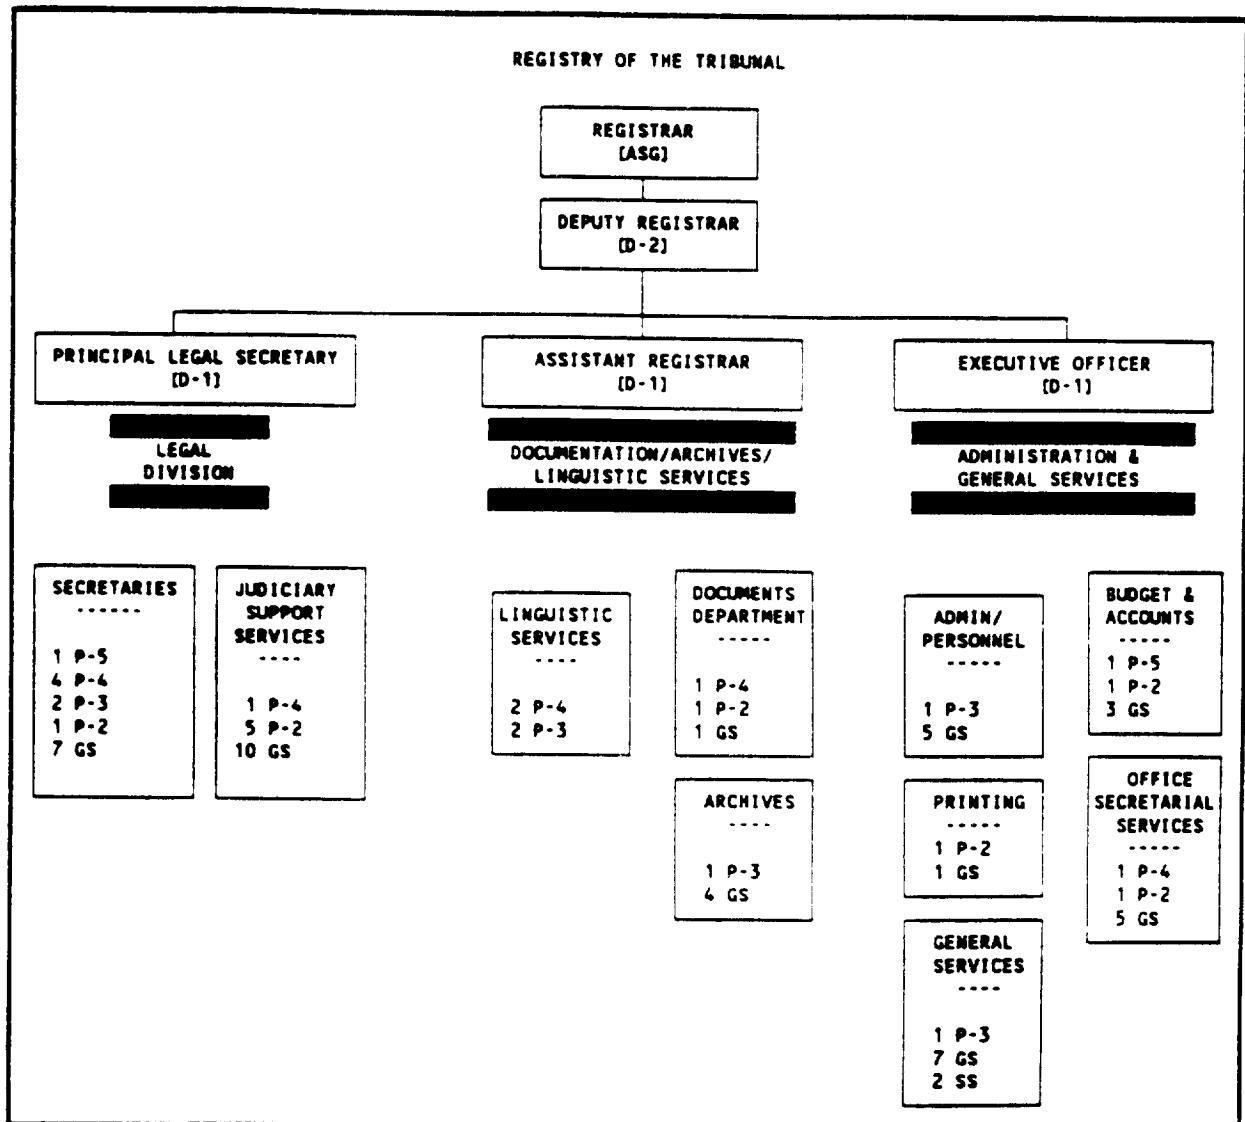 REGISTRY OF THE TRIBUNAL
REGISTRAR
[ASG]
DEPUTY REGISTRAR
[D-2]
PRINCIPAL LEGAL SECRETARY
[D-1]
ASSISTANT REGISTRAR
[D-1]
EXECUTIVE OFFICER
[D-1]
LEGAL
DIVISION
DOCUMENTATION/ARCHIVES/
LINGUISTIC SERVICES
ADMINISTRATION &
GENERAL SERVICES
SECRETARIES
------
1 P-5
4 P-4
2 P-3
1 P-2
7 GS
JUDICIARY
SUPPORT
SERVICES
----
1 P-4
5 P-2
10 GS
LINGUISTIC
SERVICES
----
2 P-4
2 P-3
DOCUMENTS
DEPARTMENT
-----
1 P-4
1 P-2
1 GS
ARCHIVES
----
1 P-3
4 GS
ADMIN/
PERSONNEL
-----
1 P-3
5 GS
PRINTING
-----
1 P-2
1 GS
GENERAL
SERVICES
----
1 P-3
7 GS
2 SS
BUDGET &
ACCOUNTS
-----
1 P-5
1 P-2
3 GS
OFFICE
SECRETARIAL
SERVICES
-----
1 P-4
1 P-2
5 GS